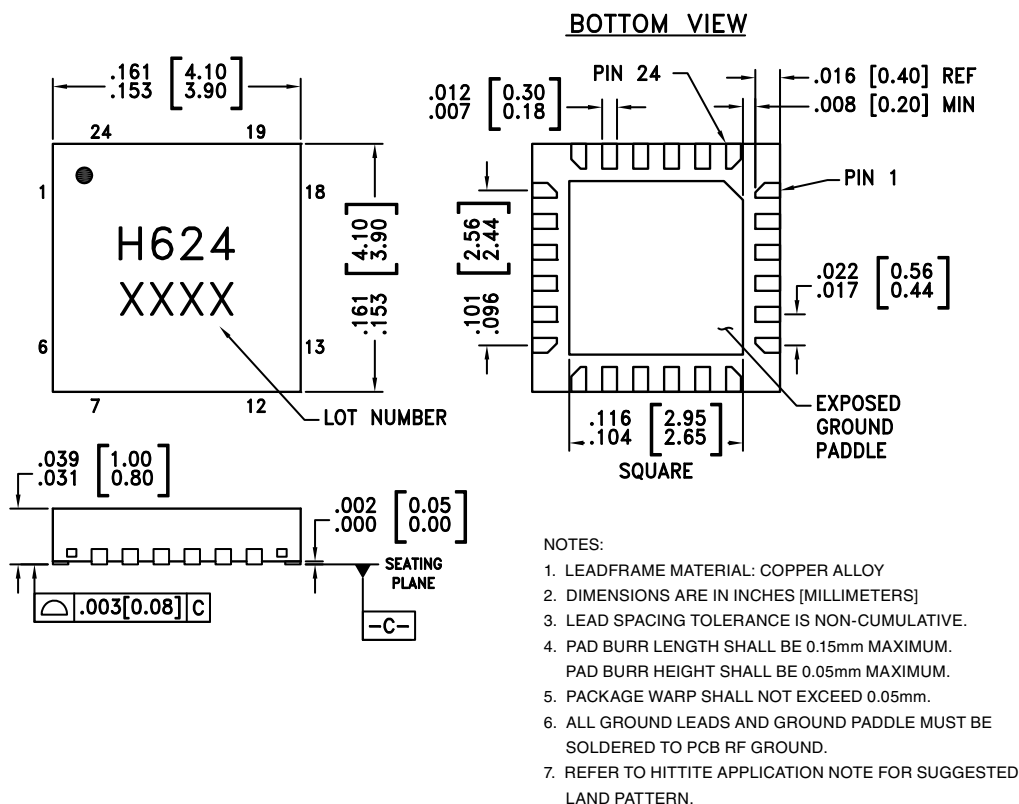 BOTTOM VIEW
.161 [4.10]
.153 [3.90]
24 19
1 18
H624
XXXX
6 13
7 12
LOT NUMBER
.161 [4.10]
.153 [3.90]
PIN 24
.012 [0.30]
.007 [0.18]
.016 [0.40] REF
.008 [0.20] MIN
PIN 1
.101 [2.56]
.096 [2.44]
.022 [0.56]
.017 [0.44]
.116 [2.95]
.104 [2.65]
SQUARE
EXPOSED
GROUND
PADDLE
.039 [1.00]
.031 [0.80]
.002 [0.05]
.000 [0.00]
SEATING
PLANE
⌓ .003[0.08] C
-C-
NOTES:
1. LEADFRAME MATERIAL: COPPER ALLOY
2. DIMENSIONS ARE IN INCHES [MILLIMETERS]
3. LEAD SPACING TOLERANCE IS NON-CUMULATIVE.
4. PAD BURR LENGTH SHALL BE 0.15mm MAXIMUM.
PAD BURR HEIGHT SHALL BE 0.05mm MAXIMUM.
5. PACKAGE WARP SHALL NOT EXCEED 0.05mm.
6. ALL GROUND LEADS AND GROUND PADDLE MUST BE
SOLDERED TO PCB RF GROUND.
7. REFER TO HITTITE APPLICATION NOTE FOR SUGGESTED
LAND PATTERN.